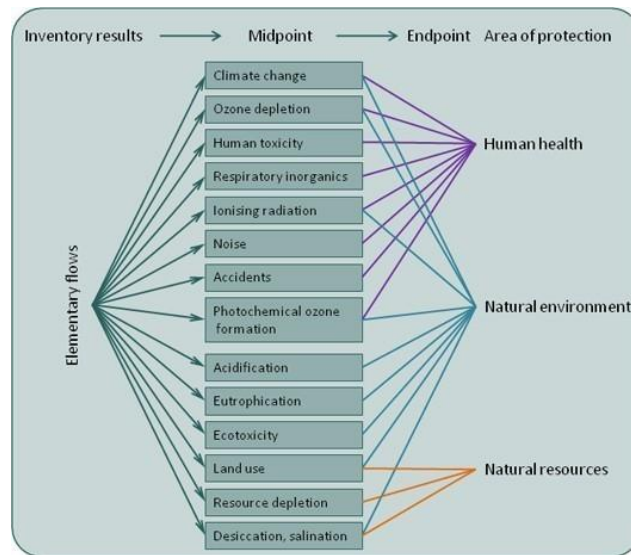 Inventory results
Midpoint
Endpoint
Area of protection
Elementary flows
Climate change
Ozone depletion
Human toxicity
Respiratory inorganics
Ionising radiation
Noise
Accidents
Photochemical ozone
formation
Acidification
Eutrophication
Ecotoxicity
Land use
Resource depletion
Desiccation, salination
Human health
Natural environment
Natural resources